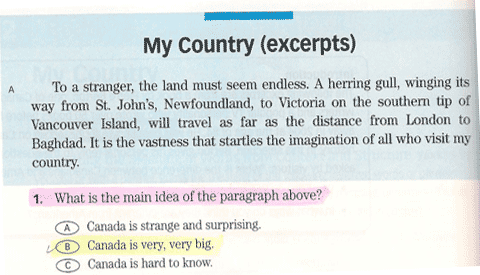 My Country (excerpts)
A To a stranger, the land must seem endless. A herring gull, winging its
way from St. John's, Newfoundland, to Victoria on the southern tip of
Vancouver Island, will travel as far as the distance from London to
Baghdad. It is the vastness that startles the imagination of all who visit my
country.
1. What is the main idea of the paragraph above?
A Canada is strange and surprising.
B Canada is very, very big.
C Canada is hard to know.